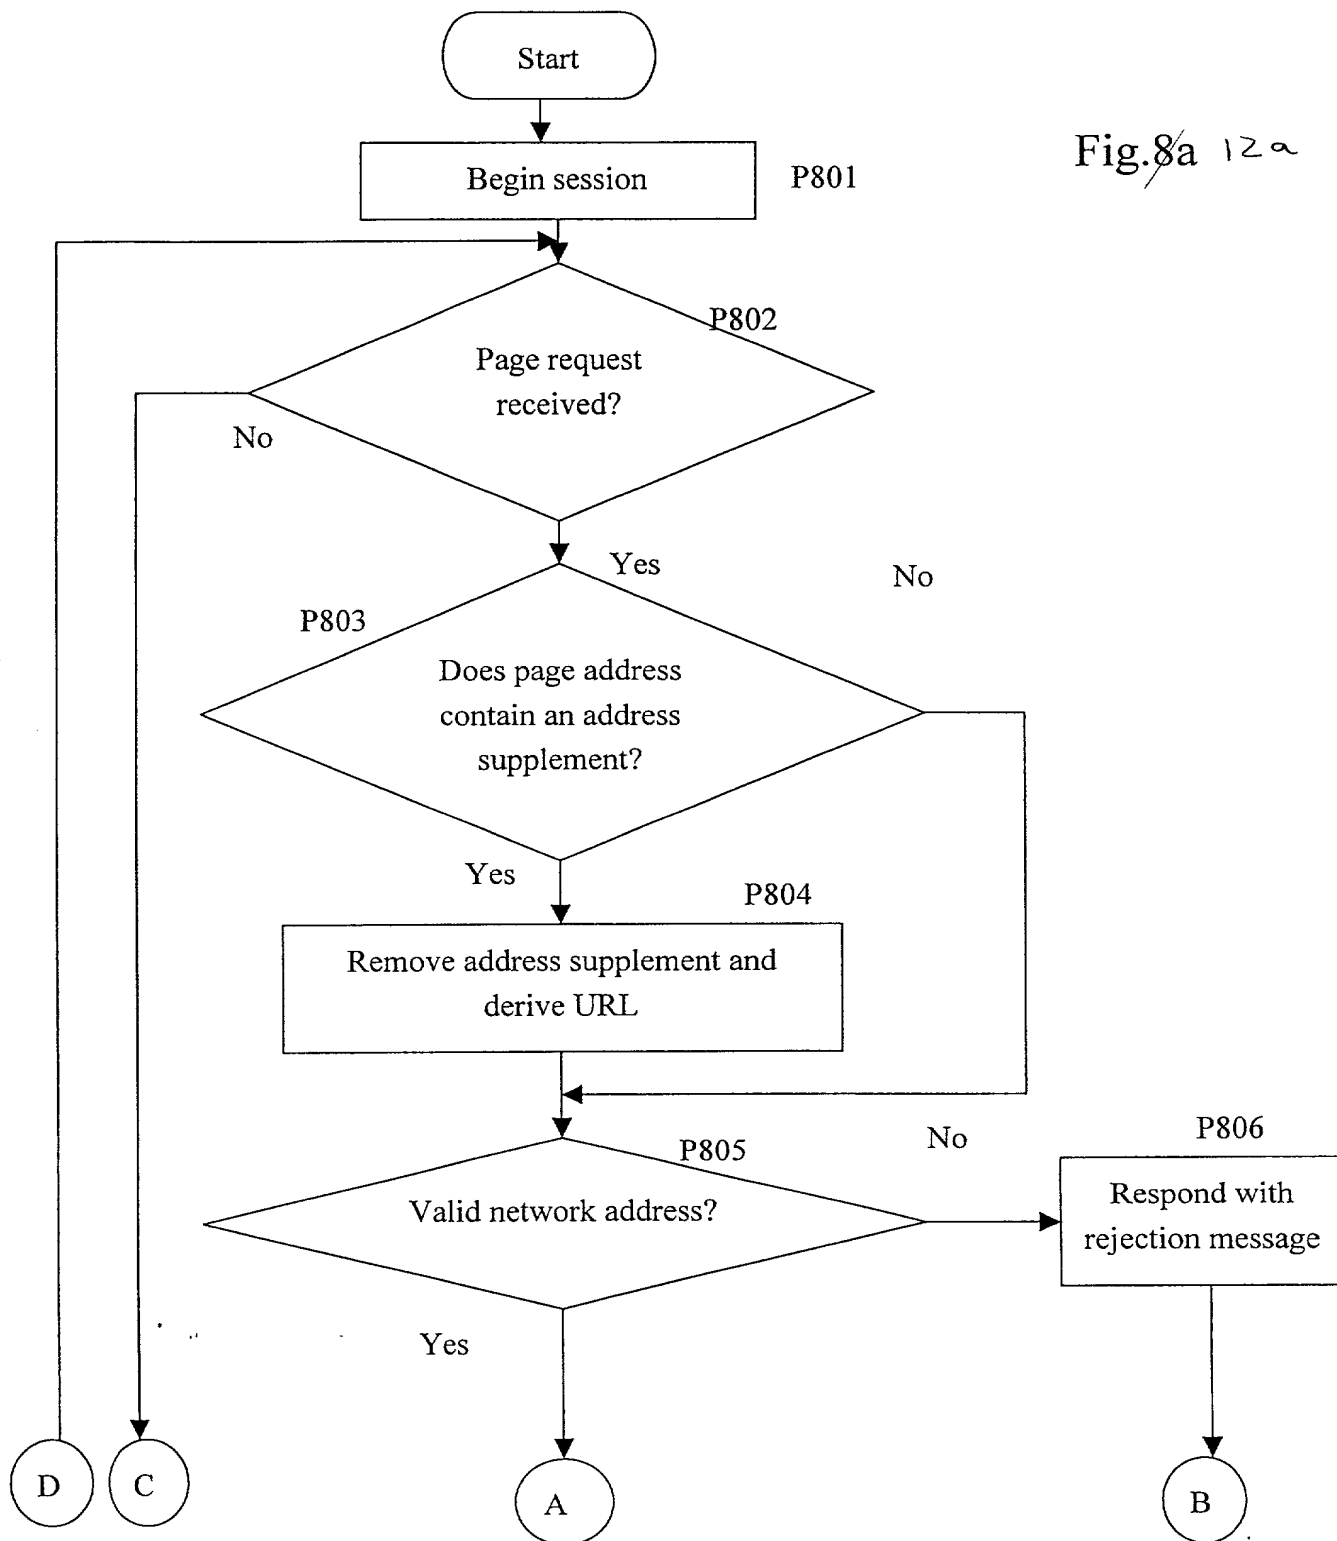 Start
Fig.8a 12a
Begin session
P801
P802
Page request
received?
No
Yes
No
P803
Does page address
contain an address
supplement?
Yes
P804
Remove address supplement and
derive URL
No
P806
P805
Valid network address?
Respond with
rejection message
Yes
D
C
A
B